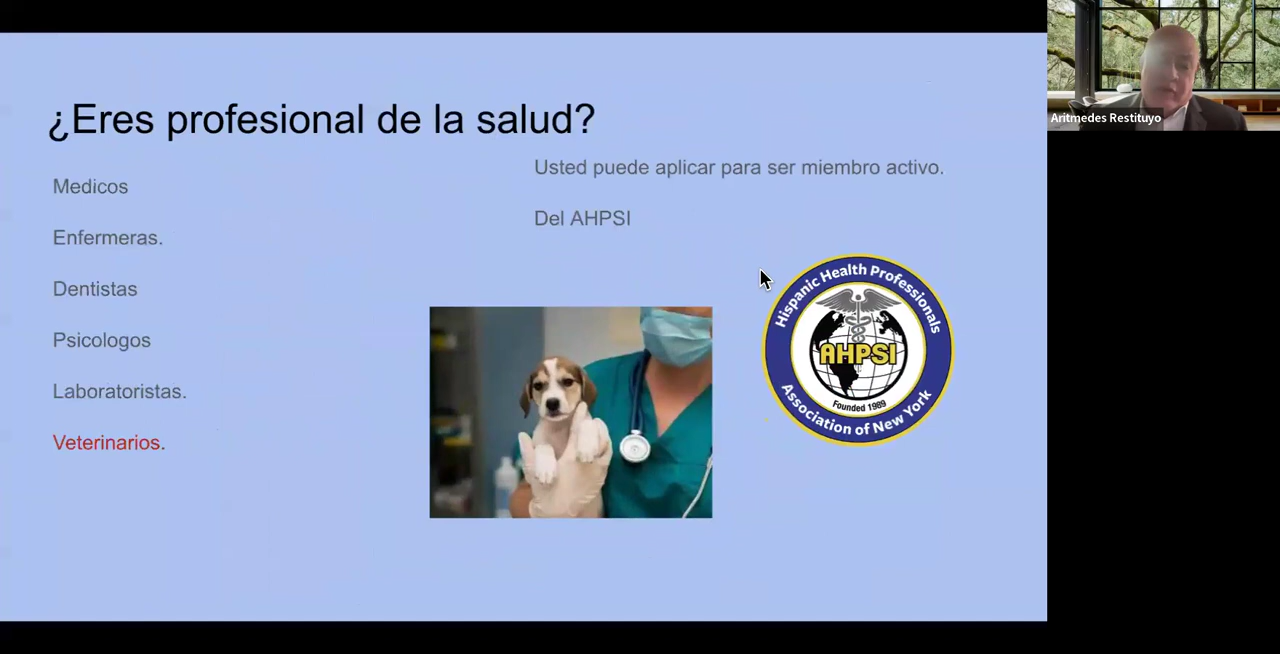 ¿Eres profesional de la salud?
Medicos
Enfermeras.
Dentistas
Psicologos
Laboratoristas.
Veterinarios.
Usted puede aplicar para ser miembro activo.
Del AHPSI
Hispanic Health Professionals
AHPSI
Founded 1989
Association of New York
Aritmedes Restituyo